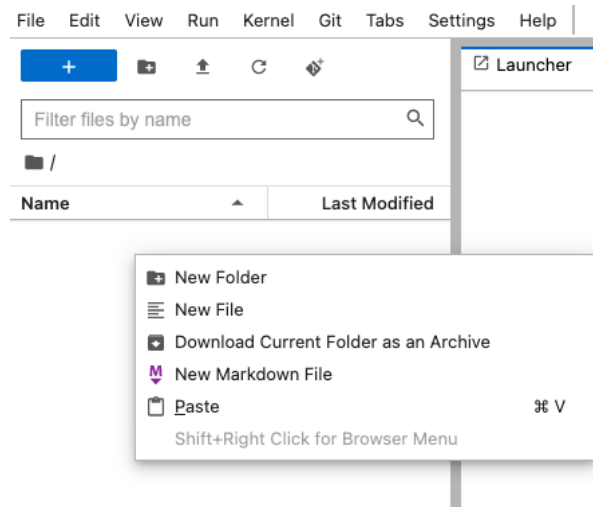 File Edit View Run Kernel Git Tabs Settings Help
+
Launcher
Filter files by name
/
Name Last Modified
New Folder
New File
Download Current Folder as an Archive
M New Markdown File
Paste ⌘ V
Shift+Right Click for Browser Menu